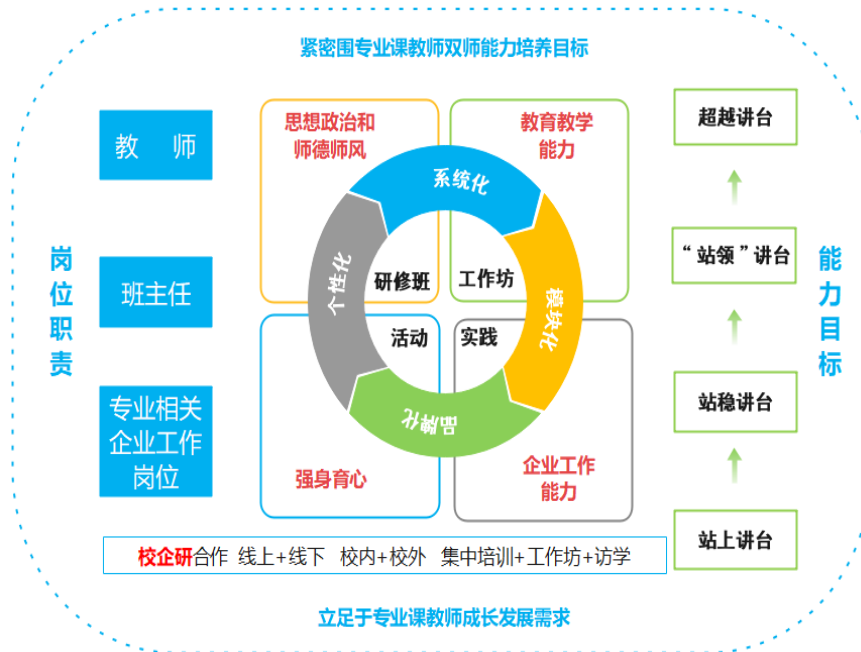 紧密围专业课教师双师能力培养目标
岗位职责
教 师
班主任
专业相关
企业工作
岗位
思想政治和
师德师风
教育教学
能力
系统化
个性化
模块化
品牌化
研修班
工作坊
活动
实践
强身育心
企业工作
能力
超越讲台
“站领”讲台
站稳讲台
站上讲台
能力目标
校企研合作 线上+线下 校内+校外 集中培训+工作坊+访学
立足于专业课教师成长发展需求